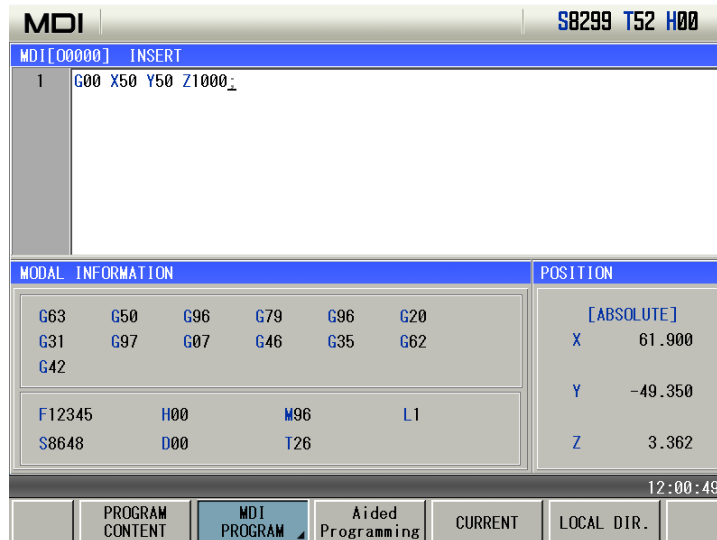 MDI S8299 T52 H00
MDI[O0000] INSERT
1 G00 X50 Y50 Z1000;
MODAL INFORMATION
G63 G50 G96 G79 G96 G20
G31 G97 G07 G46 G35 G62
G42
F12345 H00 M96 L1
S8648 D00 T26
POSITION
[ABSOLUTE]
X 61.900
Y -49.350
Z 3.362
12:00:49
PROGRAM CONTENT
MDI PROGRAM
Aided Programming
CURRENT
LOCAL DIR.